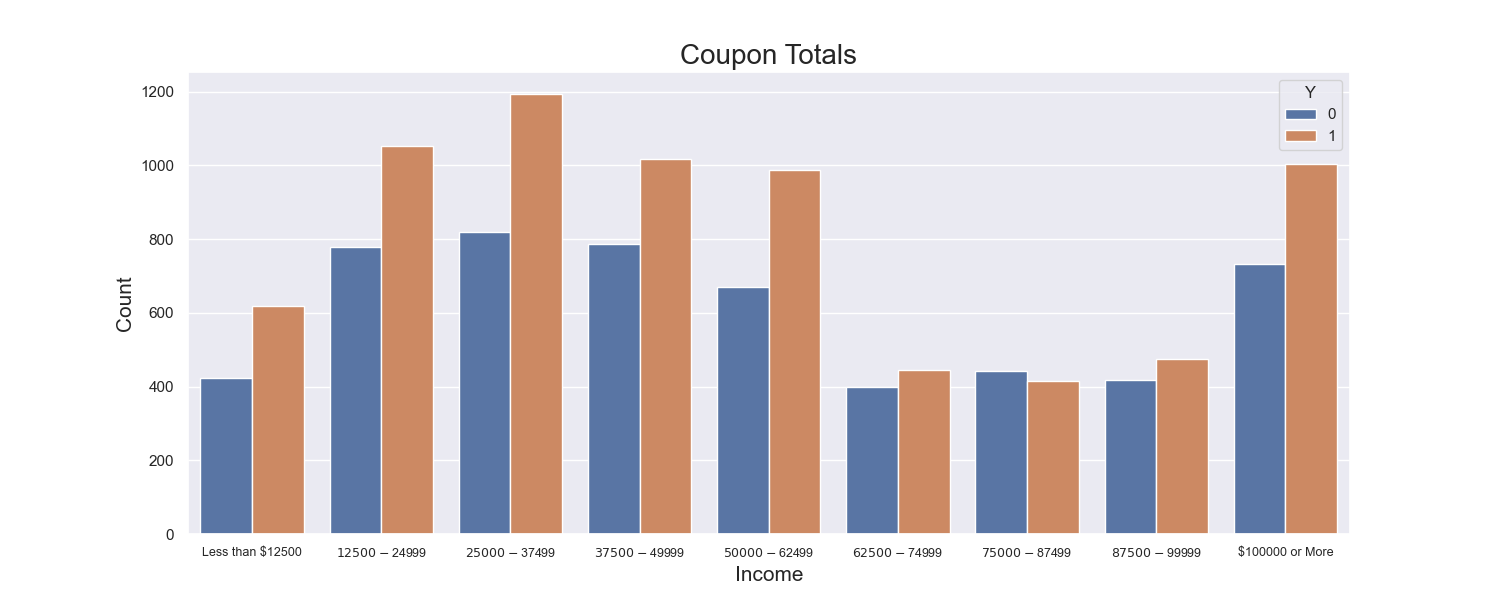 Coupon Totals
Y
0
1
1200
1000
800
600
400
200
0
Count
Less than $12500
12500 − 24999
25000 − 37499
37500 − 49999
50000 − 62499
62500 − 74999
75000 − 87499
87500 − 99999
$100000 or More
Income